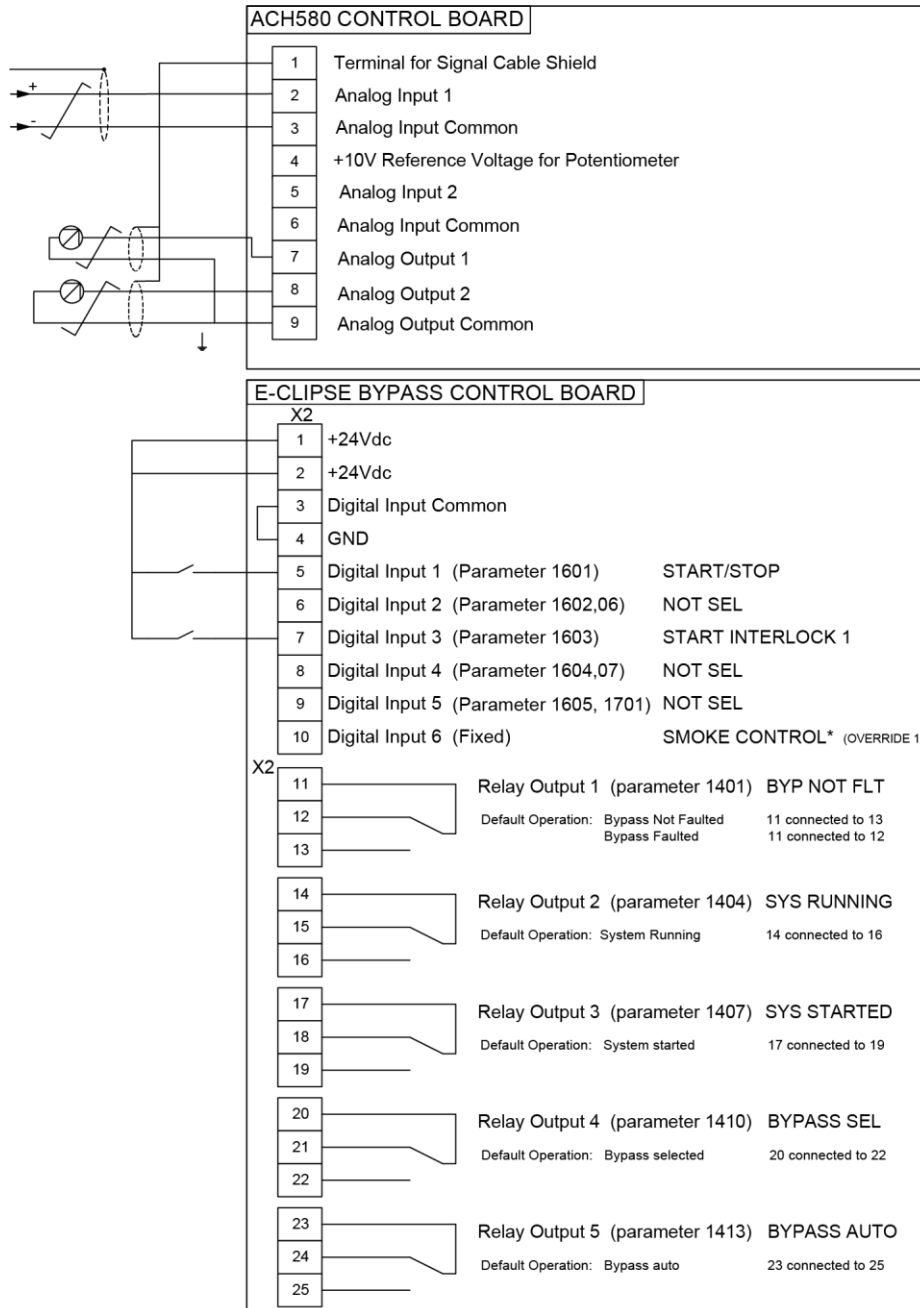 ACH580 CONTROL BOARD
1 Terminal for Signal Cable Shield
+ 2 Analog Input 1
- 3 Analog Input Common
4 +10V Reference Voltage for Potentiometer
5 Analog Input 2
6 Analog Input Common
7 Analog Output 1
8 Analog Output 2
9 Analog Output Common
E-CLIPSE BYPASS CONTROL BOARD
X2
1 +24Vdc
2 +24Vdc
3 Digital Input Common
4 GND
5 Digital Input 1 (Parameter 1601) START/STOP
6 Digital Input 2 (Parameter 1602,06) NOT SEL
7 Digital Input 3 (Parameter 1603) START INTERLOCK 1
8 Digital Input 4 (Parameter 1604,07) NOT SEL
9 Digital Input 5 (Parameter 1605, 1701) NOT SEL
10 Digital Input 6 (Fixed) SMOKE CONTROL* (OVERRIDE 1
X2
11 Relay Output 1 (parameter 1401) BYP NOT FLT
12 Default Operation: Bypass Not Faulted 11 connected to 13
Bypass Faulted 11 connected to 12
13
14 Relay Output 2 (parameter 1404) SYS RUNNING
15 Default Operation: System Running 14 connected to 16
16
17 Relay Output 3 (parameter 1407) SYS STARTED
18 Default Operation: System started 17 connected to 19
19
20 Relay Output 4 (parameter 1410) BYPASS SEL
21 Default Operation: Bypass selected 20 connected to 22
22
23 Relay Output 5 (parameter 1413) BYPASS AUTO
24 Default Operation: Bypass auto 23 connected to 25
25